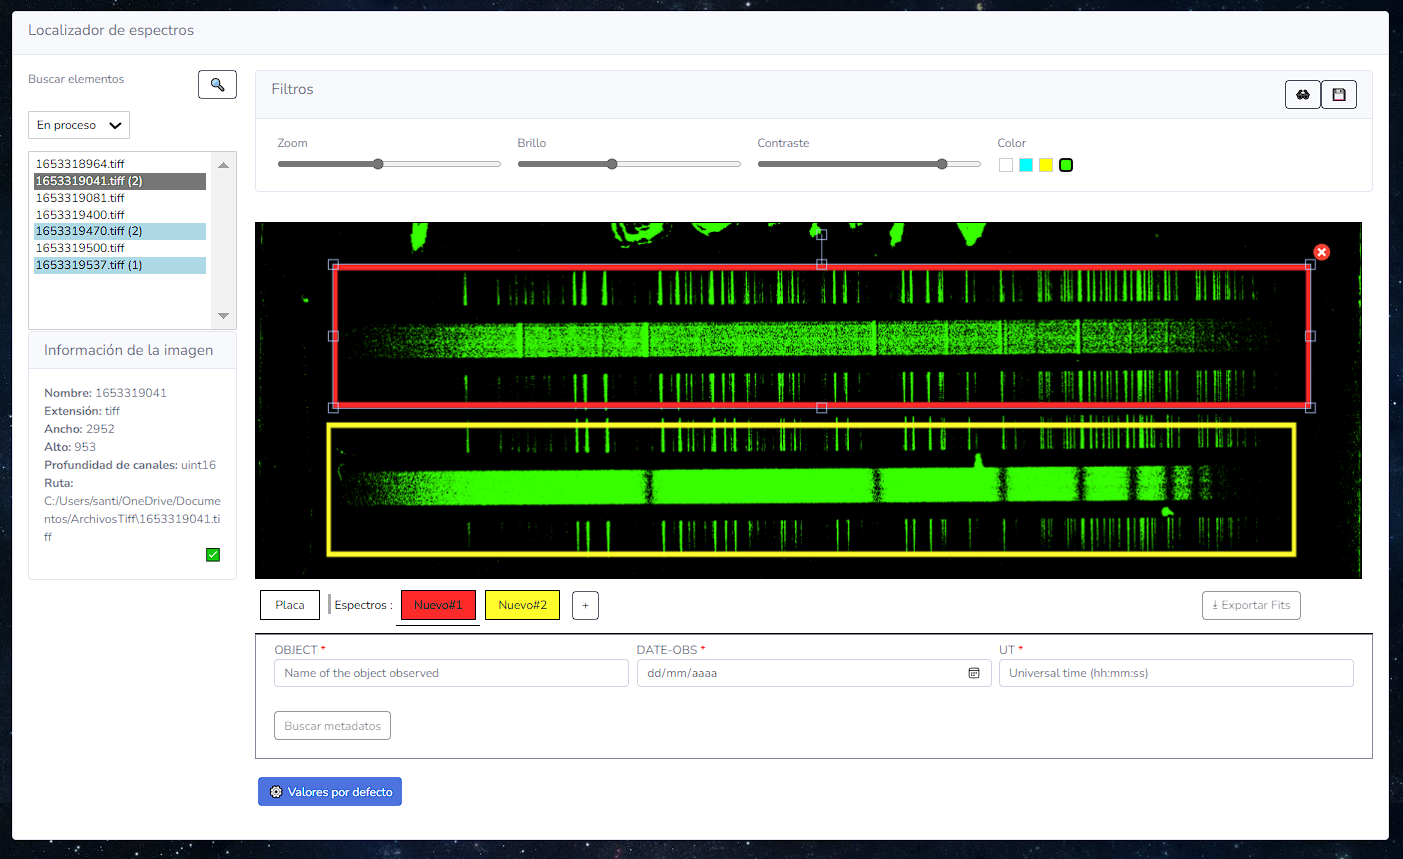 Localizador de espectros
Buscar elementos
En proceso
1653318964.tiff
1653319041.tiff (2)
1653319081.tiff
1653319400.tiff
1653319470.tiff (2)
1653319500.tiff
1653319537.tiff (1)
Información de la imagen
Nombre: 1653319041
Extensión: tiff
Ancho: 2952
Alto: 953
Profundidad de canales: uint16
Ruta:
C:/Users/santi/OneDrive/Docume
ntos/ArchivosTiff\1653319041.ti
ff
Filtros
Zoom
Brillo
Contraste
Color
Placa
Espectros :
Nuevo#1
Nuevo#2
+
Exportar Fits
OBJECT *
DATE-OBS *
UT *
Name of the object observed
dd/mm/aaaa
Universal time (hh:mm:ss)
Buscar metadatos
Valores por defecto